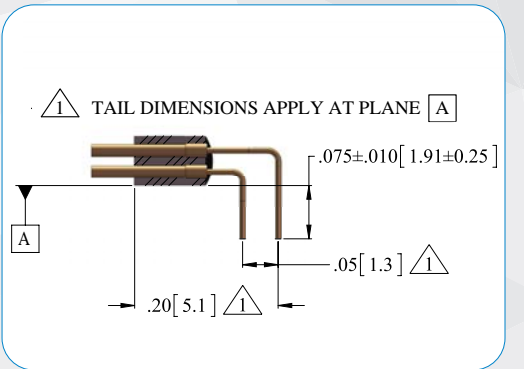 1 TAIL DIMENSIONS APPLY AT PLANE A
.075±.010[1.91±0.25]
A
.05[1.3] 1
.20[5.1] 1